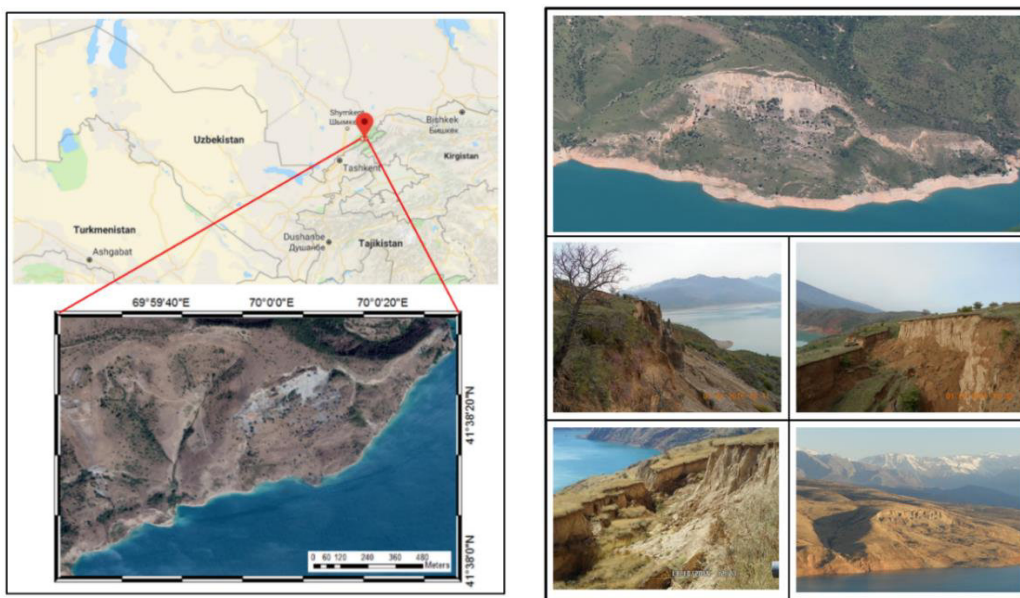 Shymkent
Шымкент
Bishkek
Бишкек
Uzbekistan
Kirgistan
Tashkent
Turkmenistan
Dushanbe
Душанбе
Tajikistan
Ashgabat
69°59'40"E
70°0'0"E
70°0'20"E
41°38'20"N
41°38'0"N
0 60 120 240 360 480
Meters